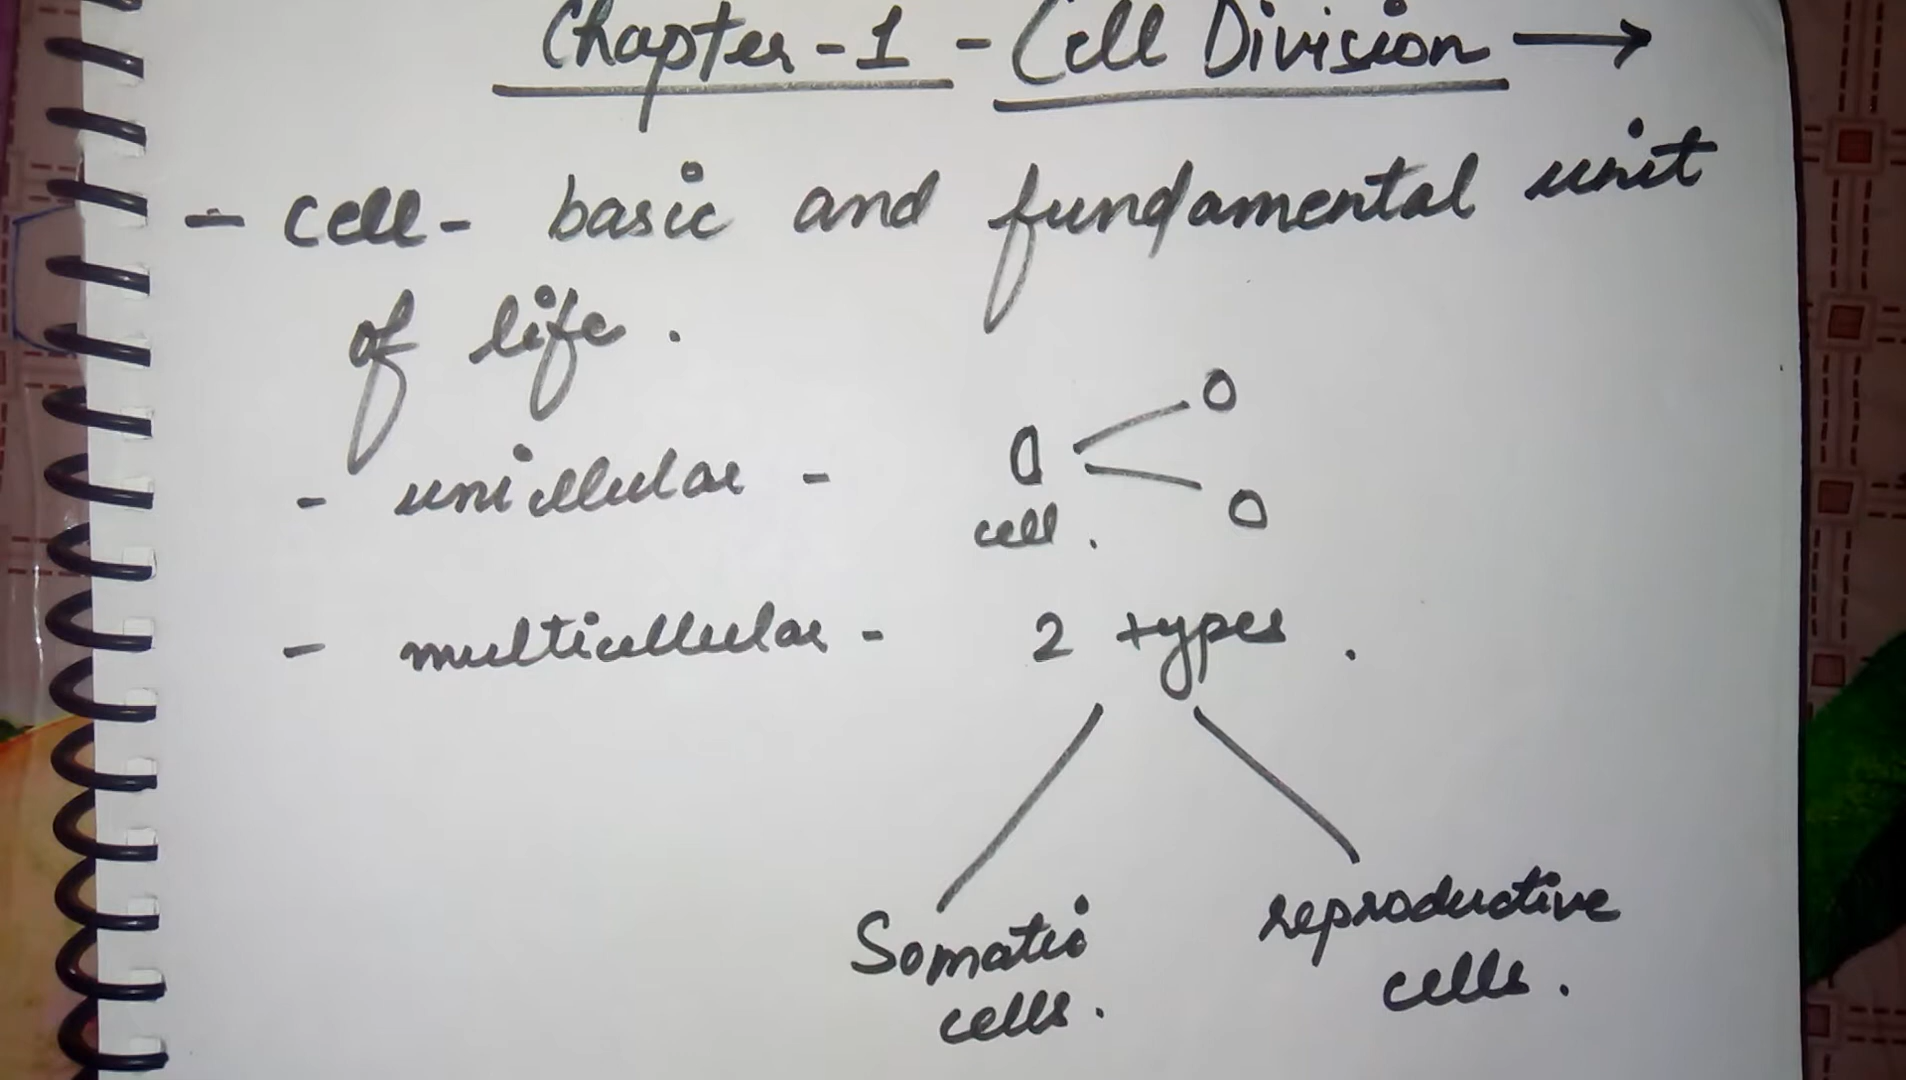 Chapter - 1 - Cell Division →
- cell - basic and fundamental unit
of life.
- unicellular -
cell.
- multicellular - 2 types.
Somatic
cells.
reproductive
cells.